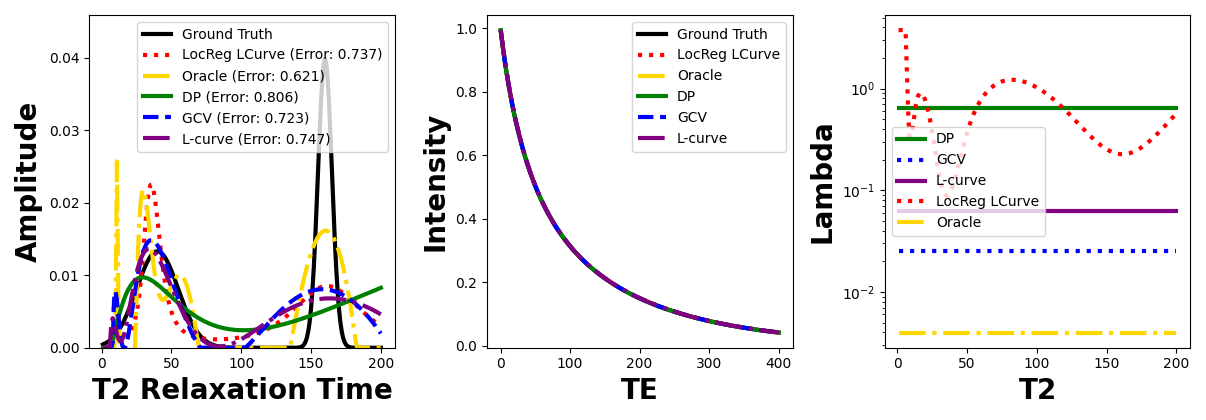 Amplitude
0.04
0.03
0.02
0.01
0.00
Ground Truth
LocReg LCurve (Error: 0.737)
Oracle (Error: 0.621)
DP (Error: 0.806)
GCV (Error: 0.723)
L-curve (Error: 0.747)
0 50 100 150 200
T2 Relaxation Time
Intensity
1.0
0.8
0.6
0.4
0.2
0.0
Ground Truth
LocReg LCurve
Oracle
DP
GCV
L-curve
0 100 200 300 400
TE
Lambda
10⁰
10⁻¹
10⁻²
DP
GCV
L-curve
LocReg LCurve
Oracle
0 50 100 150 200
T2